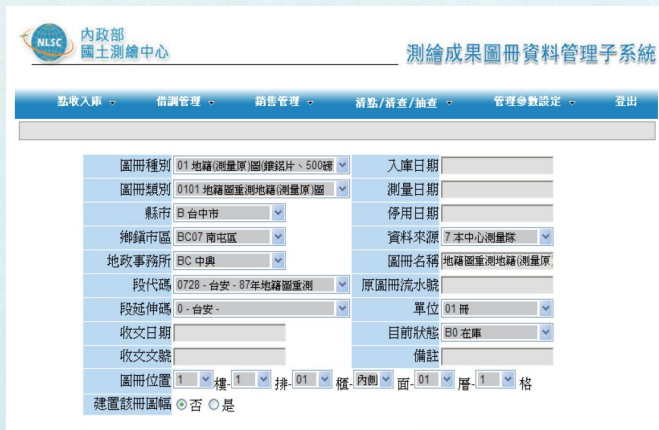 NLSC
內政部
國土測繪中心
測繪成果圖冊資料管理子系統
點收入庫 借調管理 銷售管理 清點/清查/抽查 管理參數設定 登出
圖冊種別 01 地籍(測量原)圖(鑲鋁片、500磅 入庫日期
圖冊類別 0101 地籍圖重測地籍(測量原)圖 測量日期
縣市 B 台中市 停用日期
鄉鎮市區 BC07 南屯區 資料來源 7 本中心測量隊
地政事務所 BC 中興 圖冊名稱 地籍圖重測地籍(測量原)
段代碼 0728 - 台安 - 87年地籍圖重測 原圖冊流水號
段延伸碼 0 - 台安 - 單位 01 冊
收文日期 目前狀態 B0 在庫
收文文號 備註
圖冊位置 1 樓- 1 排- 01 櫃- 內側 面- 01 層- 1 格
建置該冊圖幅 否 是